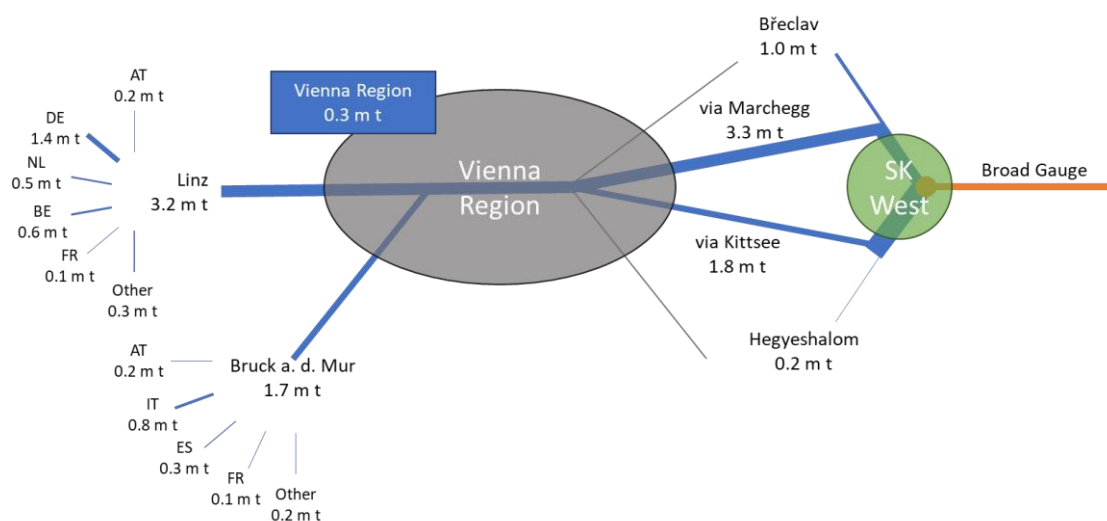 Břeclav
1.0 m t
AT
0.2 m t
Vienna Region
0.3 m t
DE
1.4 m t
via Marchegg
3.3 m t
NL
0.5 m t
Linz
3.2 m t
Vienna
Region
SK
West
Broad Gauge
BE
0.6 m t
FR
0.1 m t
via Kittsee
1.8 m t
Other
0.3 m t
Hegyeshalom
0.2 m t
AT
0.2 m t
Bruck a. d. Mur
1.7 m t
IT
0.8 m t
ES
0.3 m t
FR
0.1 m t
Other
0.2 m t